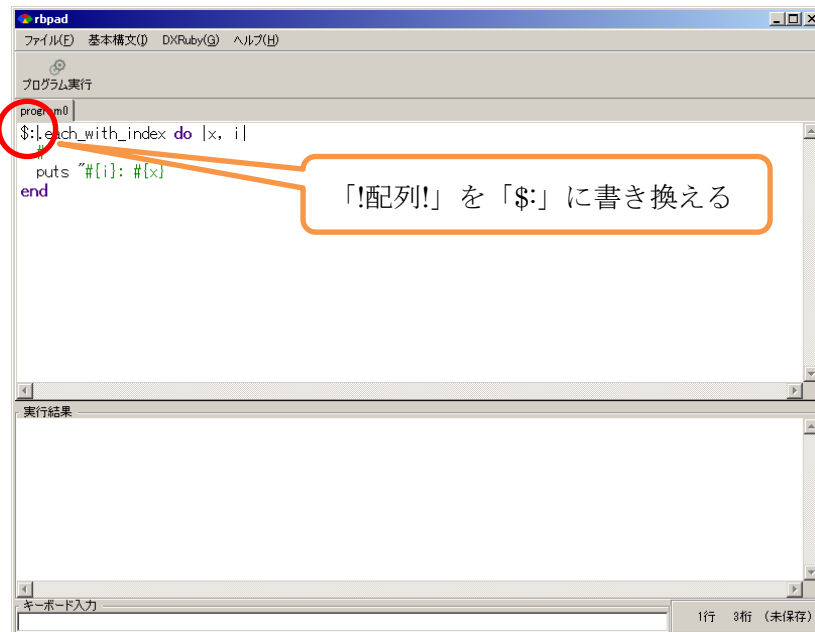 rbpad
ファイル(F) 基本構文(I) DXRuby(G) ヘルプ(H)
プログラム実行
program0
$:.each_with_index do |x, i|
#
puts "#{i}: #{x}
end
「!配列!」を「$:」に書き換える
実行結果
キーボード入力
1行 3桁 (未保存)